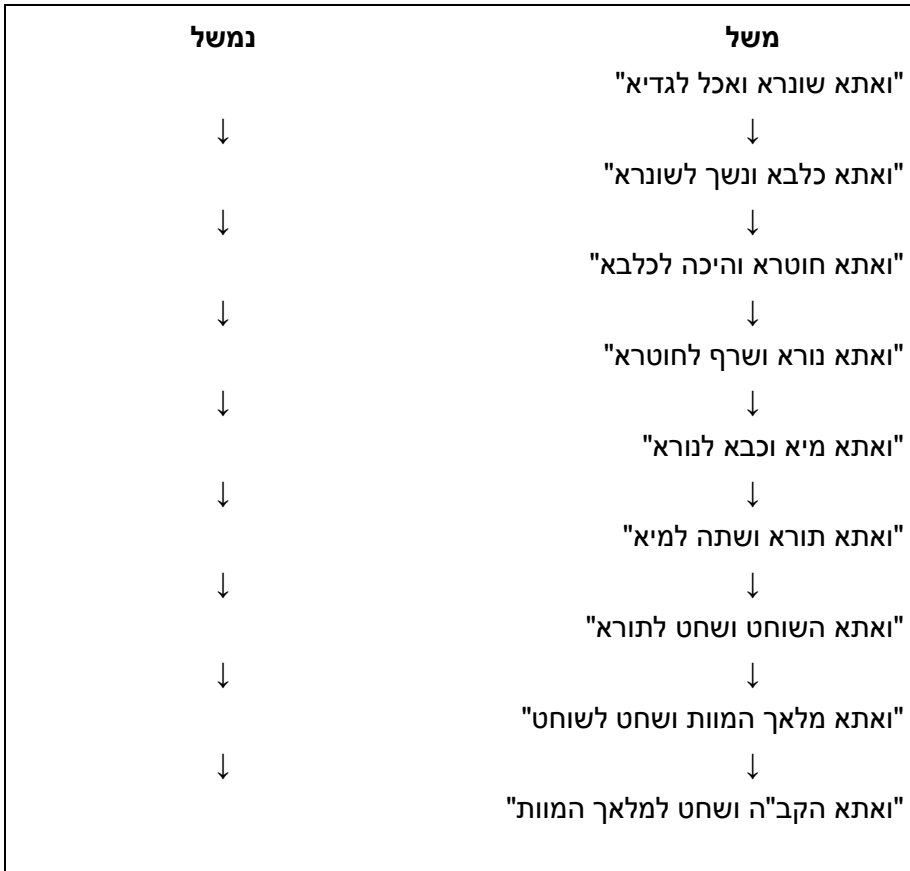 משל נמשל
"ואתא שונרא ואכל לגדיא"
↓ ↓
"ואתא כלבא ונשך לשונרא"
↓ ↓
"ואתא חוטרא והיכה לכלבא"
↓ ↓
"ואתא נורא ושרף לחוטרא"
↓ ↓
"ואתא מיא וכבא לנורא"
↓ ↓
"ואתא תורא ושתה למיא"
↓ ↓
"ואתא השוחט ושחט לתורא"
↓ ↓
"ואתא מלאך המוות ושחט לשוחט"
↓ ↓
"ואתא הקב"ה ושחט למלאך המוות"